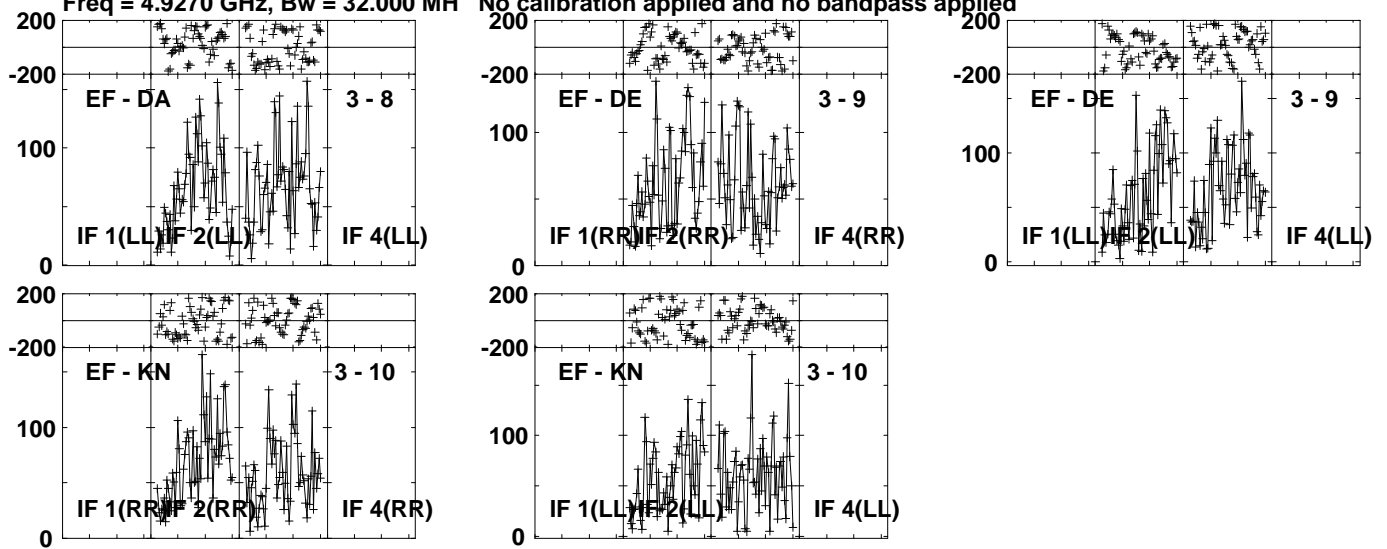 Freq = 4.9270 GHz, Bw = 32.000 MH No calibration applied and no bandpass applied
200
-200
EF - DA 3 - 8
100
IF 1(LL) IF 2(LL) IF 4(LL)
0
200
-200
EF - DE 3 - 9
100
IF 1(RR) IF 2(RR) IF 4(RR)
0
200
-200
EF - DE 3 - 9
100
IF 1(LL) IF 2(LL) IF 4(LL)
0
200
-200
EF - KN 3 - 10
100
IF 1(RR) IF 2(RR) IF 4(RR)
0
200
-200
EF - KN 3 - 10
100
IF 1(LL) IF 2(LL) IF 4(LL)
0